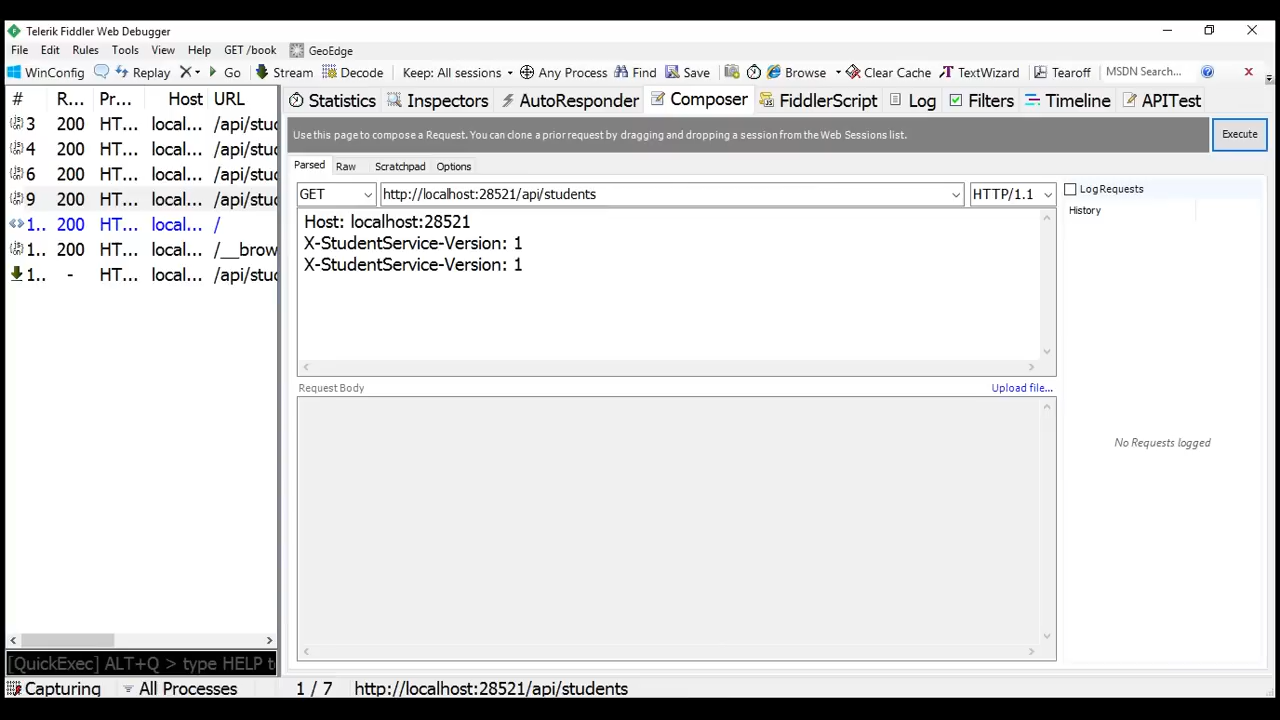 Telerik Fiddler Web Debugger
File Edit Rules Tools View Help GET /book GeoEdge
WinConfig Replay Go Stream Decode Keep: All sessions Any Process Find Save Browse Clear Cache TextWizard Tearoff MSDN Search... X
# R... Pr... Host URL
Statistics Inspectors AutoResponder Composer FiddlerScript Log Filters Timeline APITest
3 200 HT... local... /api/stud
4 200 HT... local... /api/stud
6 200 HT... local... /api/stud
9 200 HT... local... /api/stud
1.. 200 HT... local... /
1.. 200 HT... local... /__brow
1.. - HT... local... /api/stud
Use this page to compose a Request. You can clone a prior request by dragging and dropping a session from the Web Sessions list.
Execute
Parsed Raw Scratchpad Options
GET http://localhost:28521/api/students HTTP/1.1
Log Requests
History
Host: localhost:28521
X-StudentService-Version: 1
X-StudentService-Version: 1
Request Body Upload file...
No Requests logged
[QuickExec] ALT+Q > type HELP to
Capturing All Processes 1 / 7 http://localhost:28521/api/students